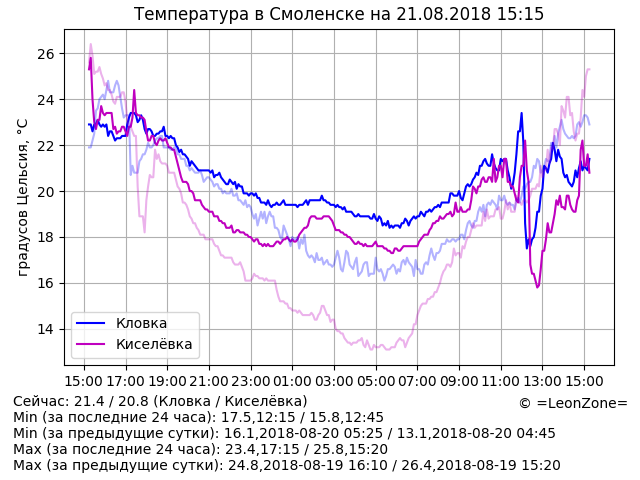 Температура в Смоленске на 21.08.2018 15:15
градусов Цельсия, °C
26
24
22
20
18
16
14
Кловка
Киселёвка
15:00 17:00 19:00 21:00 23:00 01:00 03:00 05:00 07:00 09:00 11:00 13:00 15:00
Сейчас: 21.4 / 20.8 (Кловка / Киселёвка)
© =LeonZone=
Min (за последние 24 часа): 17.5,12:15 / 15.8,12:45
Min (за предыдущие сутки): 16.1,2018-08-20 05:25 / 13.1,2018-08-20 04:45
Max (за последние 24 часа): 23.4,17:15 / 25.8,15:20
Max (за предыдущие сутки): 24.8,2018-08-19 16:10 / 26.4,2018-08-19 15:20